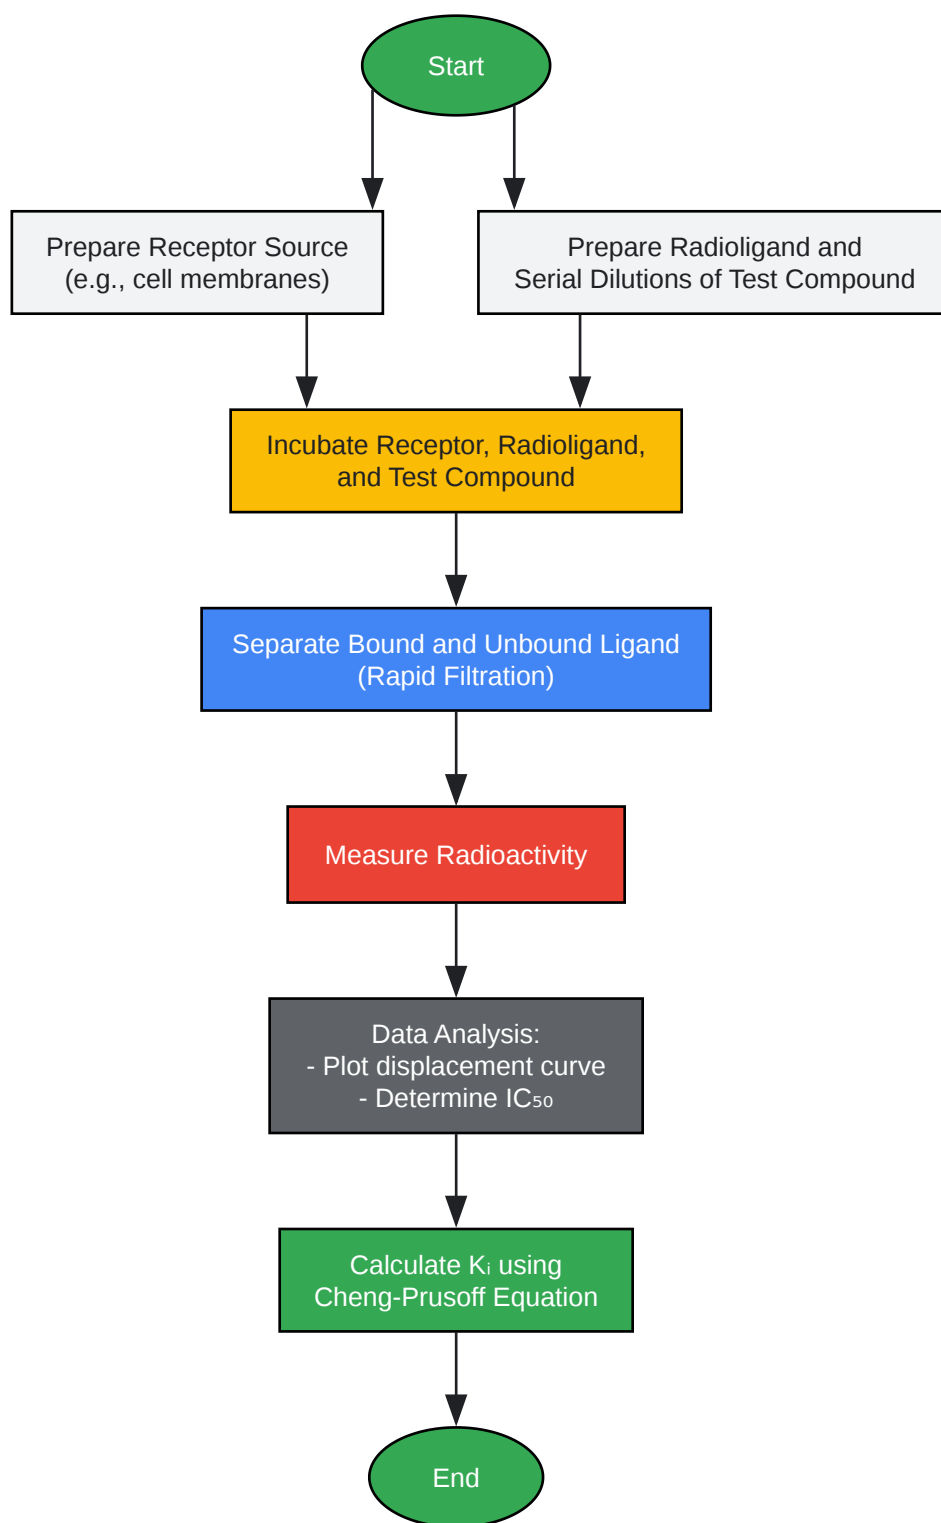 Start
Prepare Receptor Source
(e.g., cell membranes)
Prepare Radioligand and
Serial Dilutions of Test Compound
Incubate Receptor, Radioligand,
and Test Compound
Separate Bound and Unbound Ligand
(Rapid Filtration)
Measure Radioactivity
Data Analysis:
- Plot displacement curve
- Determine IC₅₀
Calculate Kᵢ using
Cheng-Prusoff Equation
End